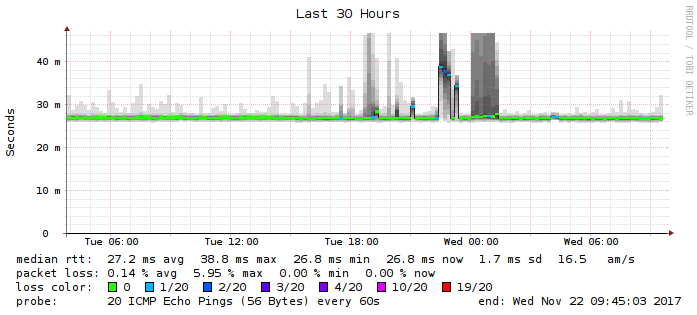 Last 30 Hours
RRDTOOL / TOBI OETIKER
Seconds
40 m
30 m
20 m
10 m
0
Tue 06:00 Tue 12:00 Tue 18:00 Wed 00:00 Wed 06:00
median rtt: 27.2 ms avg 38.8 ms max 26.8 ms min 26.8 ms now 1.7 ms sd 16.5 am/s
packet loss: 0.14 % avg 5.95 % max 0.00 % min 0.00 % now
loss color: 0 1/20 2/20 3/20 4/20 10/20 19/20
probe: 20 ICMP Echo Pings (56 Bytes) every 60s end: Wed Nov 22 09:45:03 2017